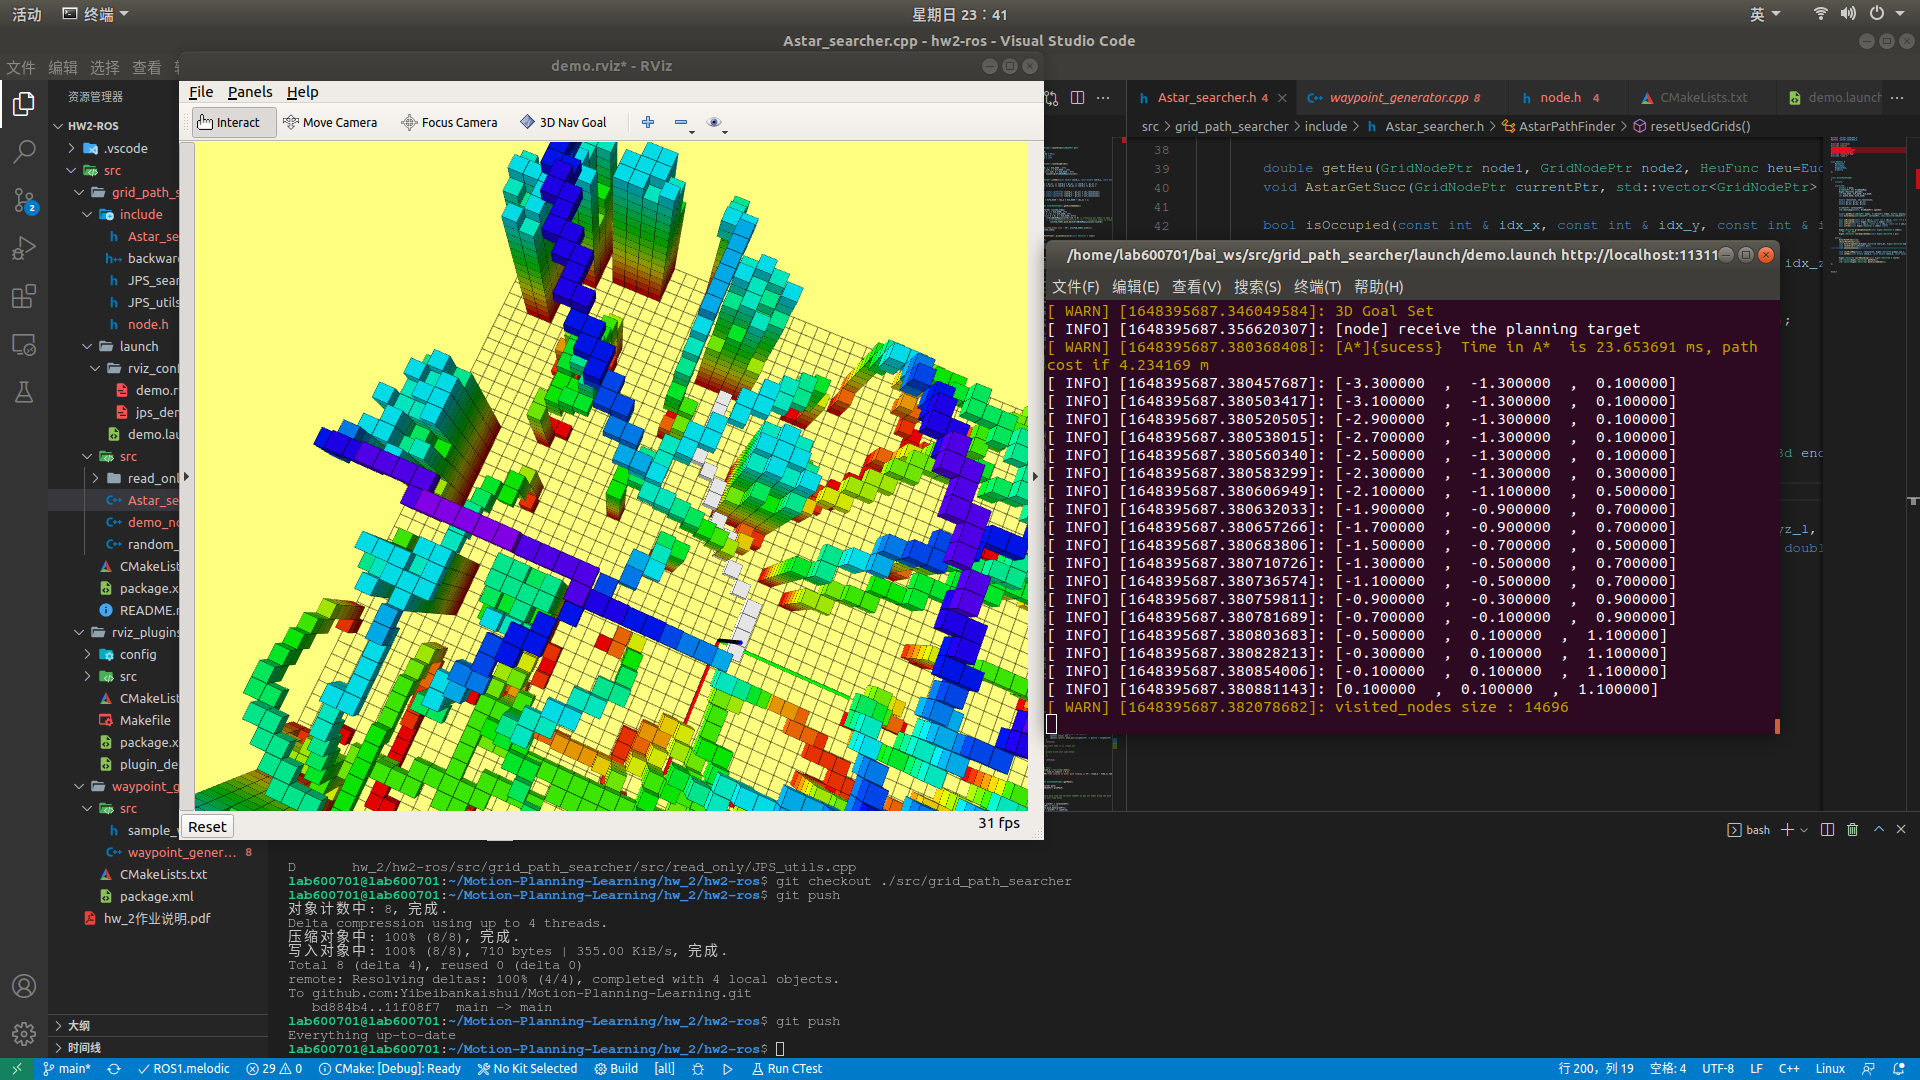 活动
终端
星期日 23：41
英
Astar_searcher.cpp - hw2-ros - Visual Studio Code
文件 编辑 选择 查看
demo.rviz* - RViz
File Panels Help
Interact Move Camera Focus Camera 3D Nav Goal
Reset
31 fps
资源管理器
HW2-ROS
.vscode
src
grid_path_s
include
Astar_se
backwar
JPS_sear
JPS_utils
node.h
launch
rviz_conf
demo.r
jps_den
demo.lau
src
read_onl
Astar_se
demo_no
random_
CMakeList
package.x
README.r
rviz_plugins
config
src
CMakeList
Makefile
package.x
plugin_de
waypoint_g
src
sample_v
waypoint_gener... 8
CMakeLists.txt
package.xml
hw_2作业说明.pdf
大纲
时间线
2
Astar_searcher.h 4
waypoint_generator.cpp 8
node.h 4
CMakeLists.txt
demo.launch
src > grid_path_searcher > include > Astar_searcher.h > AstarPathFinder > resetUsedGrids()
38
39 double getHeu(GridNodePtr node1, GridNodePtr node2, HeuFunc heu=Euc
40 void AstarGetSucc(GridNodePtr currentPtr, std::vector<GridNodePtr>
41
42 bool isOccupied(const int & idx_x, const int & idx_y, const int & i
/home/lab600701/bai_ws/src/grid_path_searcher/launch/demo.launch http://localhost:11311
文件(F) 编辑(E) 查看(V) 搜索(S) 终端(T) 帮助(H)
[ WARN] [1648395687.346049584]: 3D Goal Set
[ INFO] [1648395687.356620307]: [node] receive the planning target
[ WARN] [1648395687.380368408]: [A*]{sucess}  Time in A*  is 23.653691 ms, path
cost if 4.234169 m
[ INFO] [1648395687.380457687]: [-3.300000  ,  -1.300000  ,  0.100000]
[ INFO] [1648395687.380503417]: [-3.100000  ,  -1.300000  ,  0.100000]
[ INFO] [1648395687.380520505]: [-2.900000  ,  -1.300000  ,  0.100000]
[ INFO] [1648395687.380538015]: [-2.700000  ,  -1.300000  ,  0.100000]
[ INFO] [1648395687.380560340]: [-2.500000  ,  -1.300000  ,  0.100000]
[ INFO] [1648395687.380583299]: [-2.300000  ,  -1.300000  ,  0.300000]
[ INFO] [1648395687.380606949]: [-2.100000  ,  -1.100000  ,  0.500000]
[ INFO] [1648395687.380632033]: [-1.900000  ,  -0.900000  ,  0.700000]
[ INFO] [1648395687.380657266]: [-1.700000  ,  -0.900000  ,  0.700000]
[ INFO] [1648395687.380683806]: [-1.500000  ,  -0.700000  ,  0.500000]
[ INFO] [1648395687.380710726]: [-1.300000  ,  -0.500000  ,  0.700000]
[ INFO] [1648395687.380736574]: [-1.100000  ,  -0.500000  ,  0.700000]
[ INFO] [1648395687.380759811]: [-0.900000  ,  -0.300000  ,  0.900000]
[ INFO] [1648395687.380781689]: [-0.700000  ,  -0.100000  ,  0.900000]
[ INFO] [1648395687.380803683]: [-0.500000  ,  0.100000  ,  1.100000]
[ INFO] [1648395687.380828213]: [-0.300000  ,  0.100000  ,  1.100000]
[ INFO] [1648395687.380854006]: [-0.100000  ,  0.100000  ,  1.100000]
[ INFO] [1648395687.380881143]: [0.100000  ,  0.100000  ,  1.100000]
[ WARN] [1648395687.382078682]: visited_nodes size : 14696
idx_z
;
3d enc
yz_l,
doubl
bash
D hw_2/hw2-ros/src/grid_path_searcher/src/read_only/JPS_utils.cpp
lab600701@lab600701:~/Motion-Planning-Learning/hw_2/hw2-ros$ git checkout ./src/grid_path_searcher
lab600701@lab600701:~/Motion-Planning-Learning/hw_2/hw2-ros$ git push
对象计数中: 8, 完成.
Delta compression using up to 4 threads.
压缩对象中: 100% (8/8), 完成.
写入对象中: 100% (8/8), 710 bytes | 355.00 KiB/s, 完成.
Total 8 (delta 4), reused 0 (delta 0)
remote: Resolving deltas: 100% (4/4), completed with 4 local objects.
To github.com:Yibeibankaishui/Motion-Planning-Learning.git
bd884b4..11f08f7  main -> main
lab600701@lab600701:~/Motion-Planning-Learning/hw_2/hw2-ros$ git push
Everything up-to-date
lab600701@lab600701:~/Motion-Planning-Learning/hw_2/hw2-ros$
main* ROS1.melodic 29 0 CMake: [Debug]: Ready No Kit Selected Build [all] Run CTest 行 200，列 19 空格: 4 UTF-8 LF C++ Linux